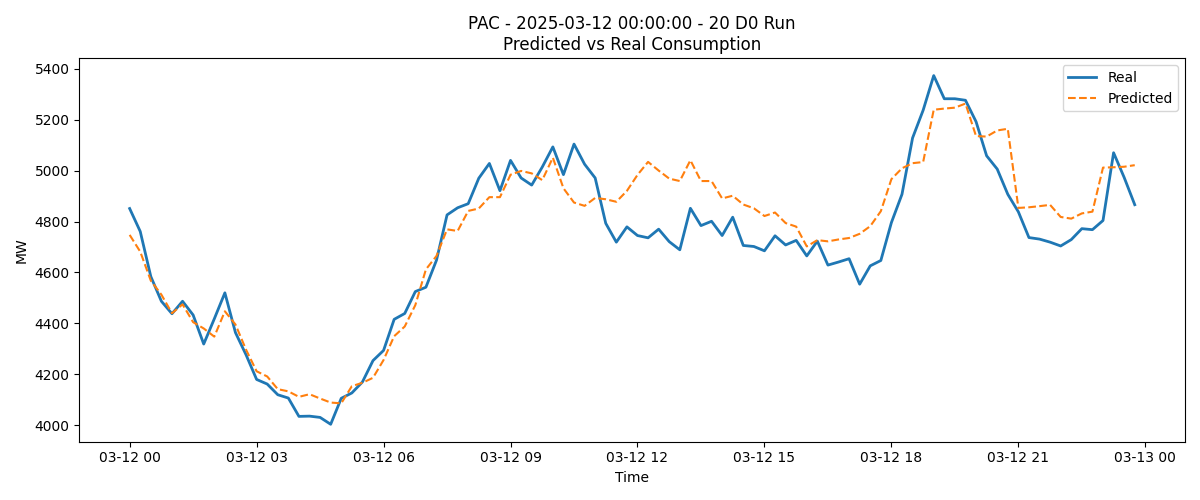 PAC - 2025-03-12 00:00:00 - 20 D0 Run
Predicted vs Real Consumption
Real
Predicted
MW
5400
5200
5000
4800
4600
4400
4200
4000
03-12 00
03-12 03
03-12 06
03-12 09
03-12 12
03-12 15
03-12 18
03-12 21
03-13 00
Time